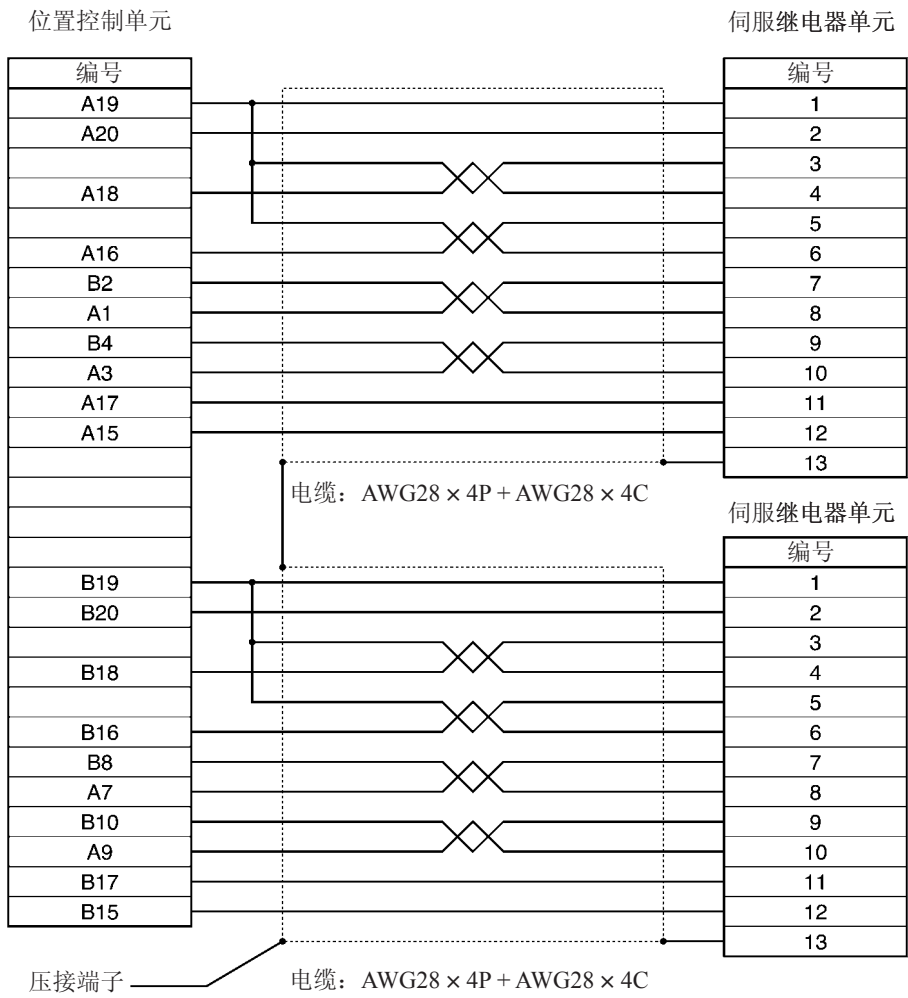 位置控制单元 伺服继电器单元
编号 编号
A19 1
A20 2
3
A18 4
5
A16 6
B2 7
A1 8
B4 9
A3 10
A17 11
A15 12
13
电缆：AWG28 × 4P + AWG28 × 4C
伺服继电器单元
编号
B19 1
B20 2
3
B18 4
5
B16 6
B8 7
A7 8
B10 9
A9 10
B17 11
B15 12
13
压接端子 电缆：AWG28 × 4P + AWG28 × 4C